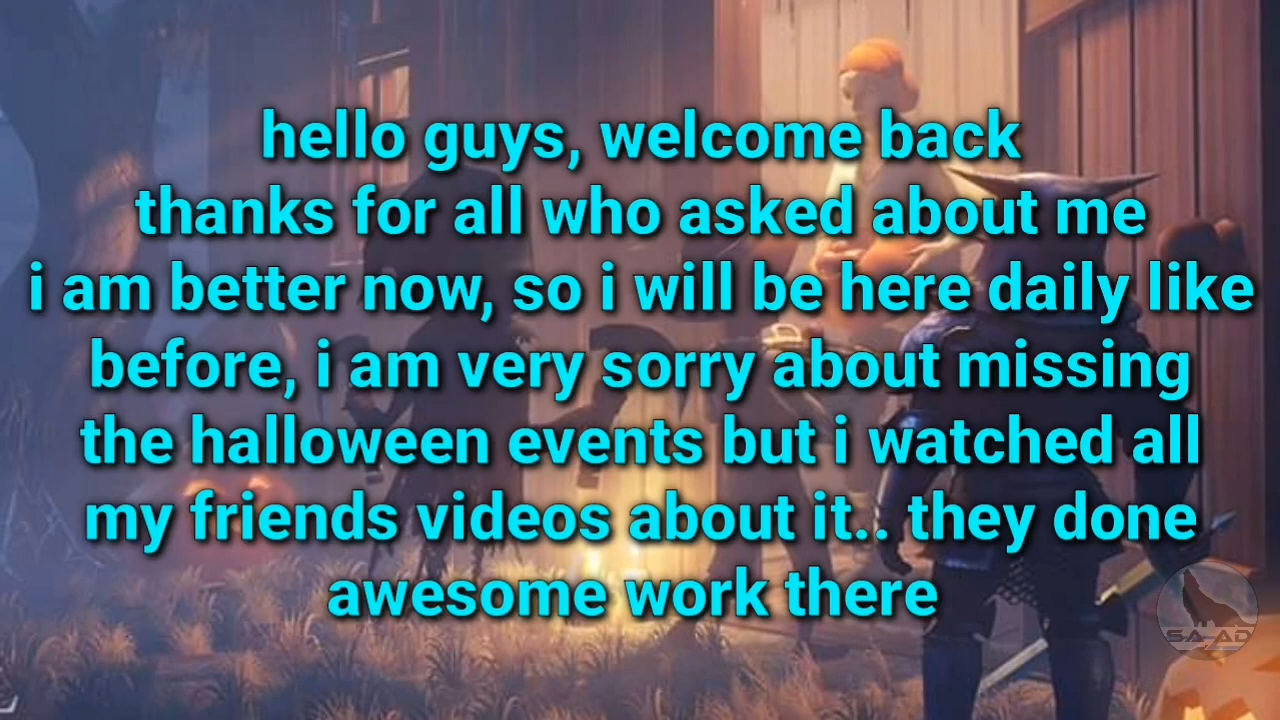 hello guys, welcome back
thanks for all who asked about me
i am better now, so i will be here daily like
before, i am very sorry about missing
the halloween events but i watched all
my friends videos about it.. they done
awesome work there
SA-AD